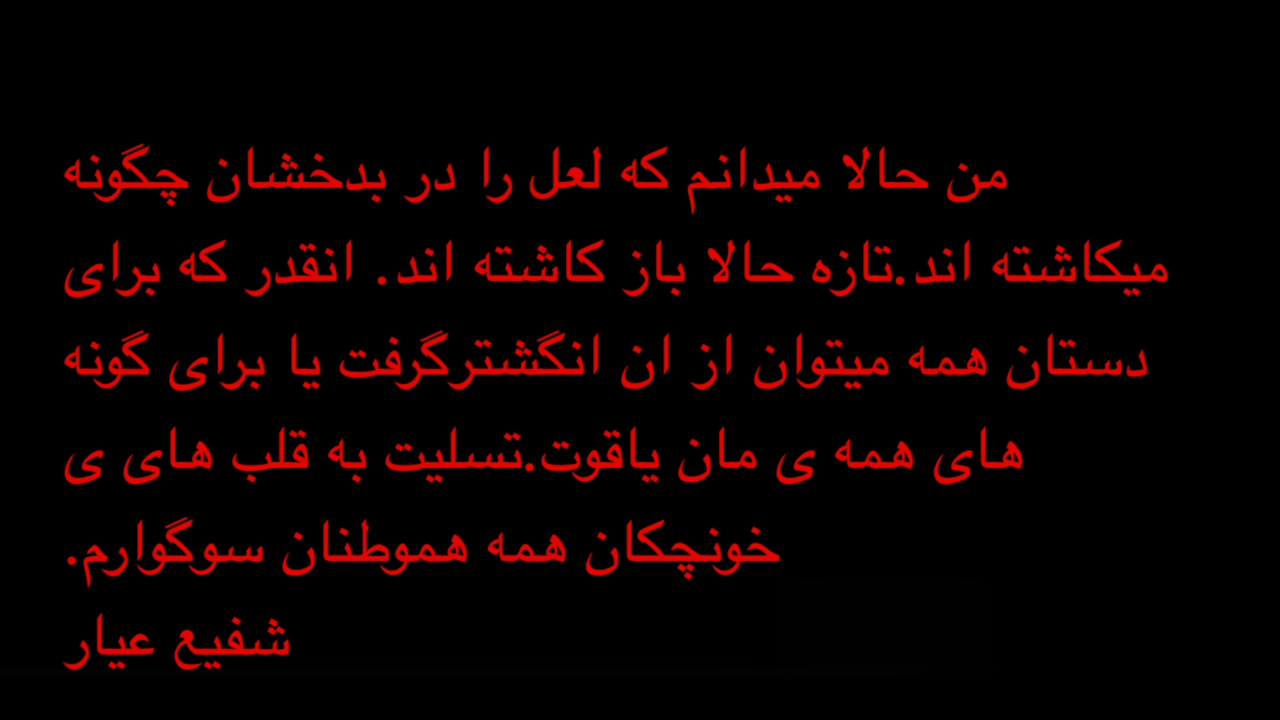 من حالا میدانم که لعل را در بدخشان چگونه
میکاشته اند.تازه حالا باز کاشته اند. انقدر که برای
دستان همه میتوان از ان انگشترگرفت یا برای گونه
های همه ی مان یاقوت.تسلیت به قلب های ی
خونچکان همه هموطنان سوگوارم.
شفیع عیار